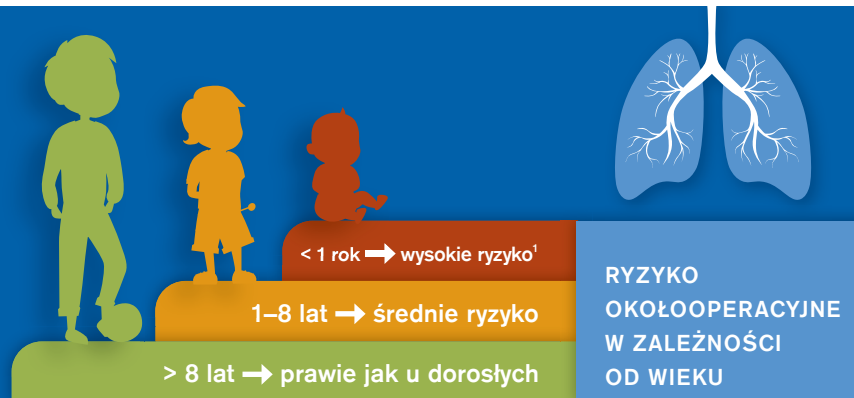 < 1 rok → wysokie ryzyko¹
1–8 lat → średnie ryzyko
> 8 lat → prawie jak u dorosłych
RYZYKO
OKOŁOOPERACYJNE
W ZALEŻNOŚCI
OD WIEKU